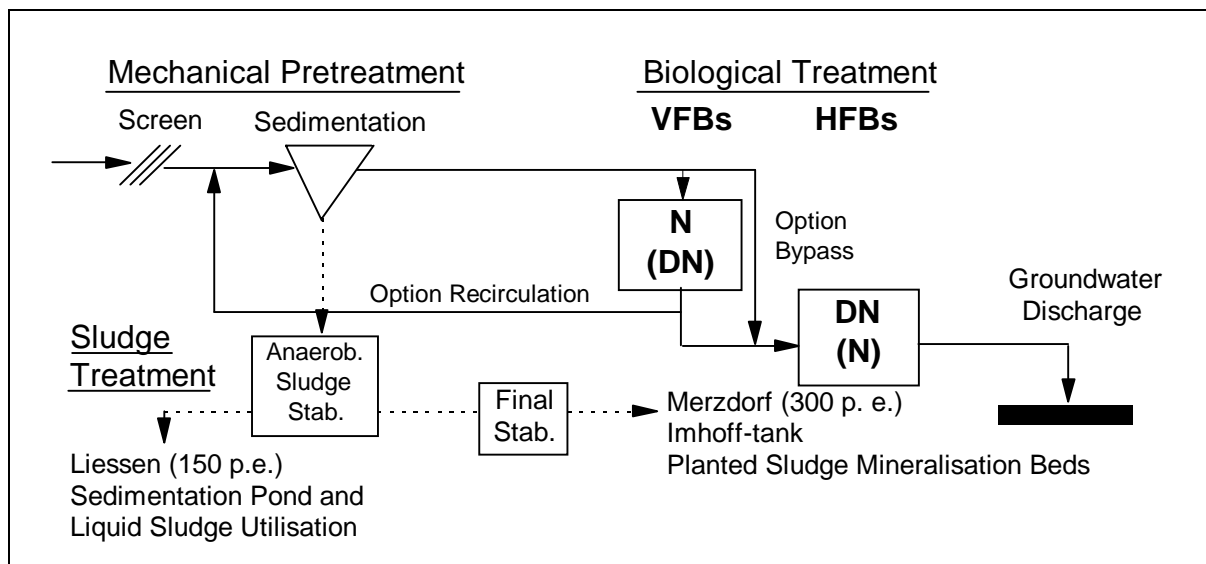 Mechanical Pretreatment
Biological Treatment
VFBs HFBs
Screen
Sedimentation
N
(DN)
Option
Bypass
Option Recirculation
DN
(N)
Groundwater
Discharge
Sludge
Treatment
Anaerob.
Sludge
Stab.
Final
Stab.
Liessen (150 p.e.)
Sedimentation Pond and
Liquid Sludge Utilisation
Merzdorf (300 p. e.)
Imhoff-tank
Planted Sludge Mineralisation Beds